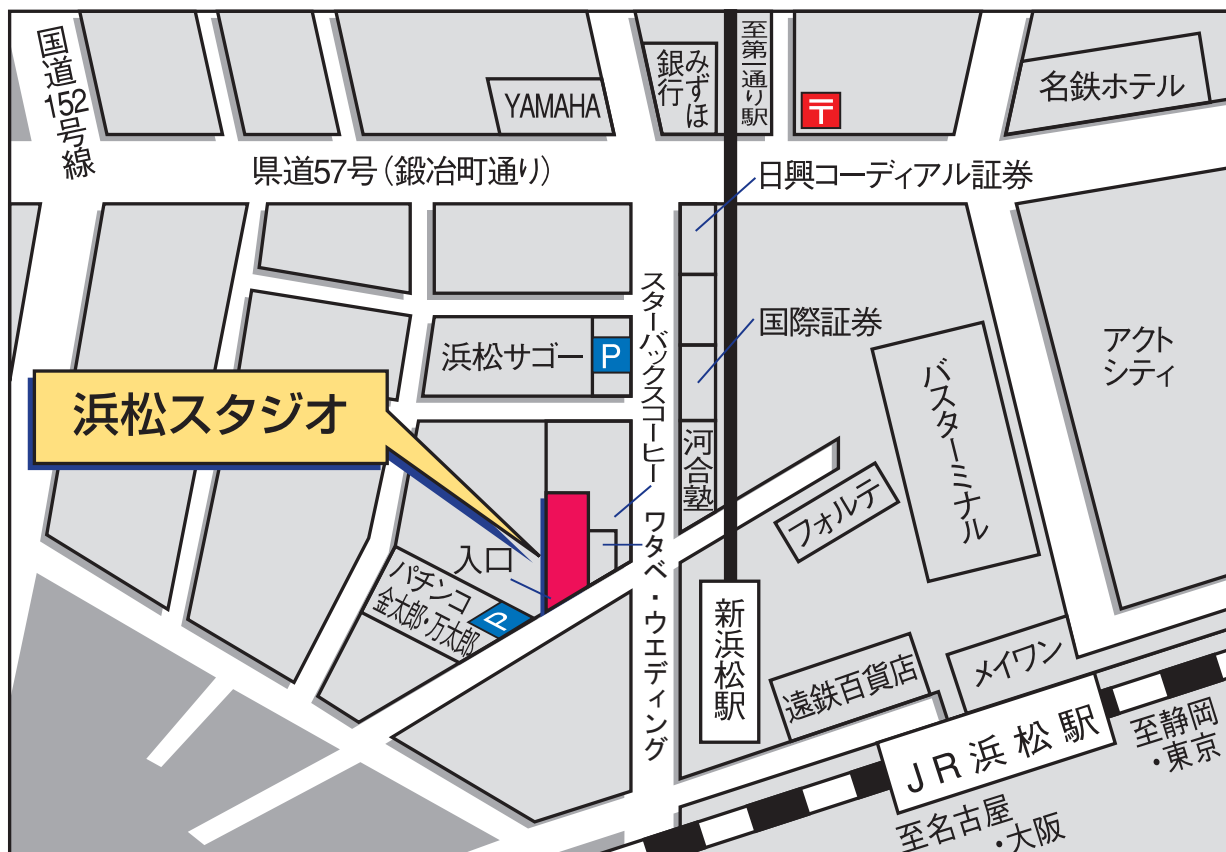 国道152号線
YAMAHA
みずほ
銀行
至第一通り駅
〒
名鉄ホテル
県道57号（鍛冶町通り）
日興コーディアル証券
スターバックスコーヒー
国際証券
浜松サゴー
P
アクト
シティ
バスターミナル
浜松スタジオ
河合塾
フォルテ
入口
ワタベ・ウエディング
パチンコ
金太郎・万太郎
P
新浜松駅
遠鉄百貨店
メイワン
JR浜松駅
至静岡
・東京
至名古屋
・大阪